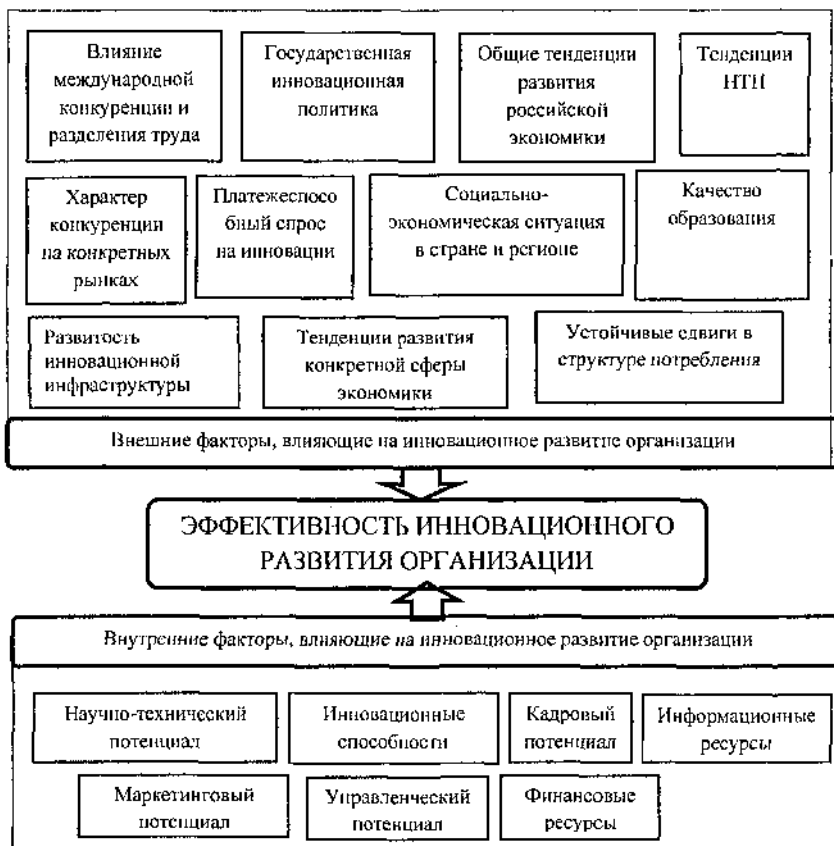 Влияние
международной
конкуренции и
разделения труда
Государственная
инновационная
политика
Общие тенденции
развития
российской
экономики
Тенденции
НТП
Характер
конкуренции
на конкретных
рынках
Платежеспосо
бный спрос
на инновации
Социально-
экономическая ситуация
в стране и регионе
Качество
образования
Развитость
инновационной
инфраструктуры
Тенденции развития
конкретной сферы
экономики
Устойчивые сдвиги в
структуре потребления
Внешние факторы, влияющие на инновационное развитие организации
ЭФФЕКТИВНОСТЬ ИННОВАЦИОННОГО
РАЗВИТИЯ ОРГАНИЗАЦИИ
Внутренние факторы, влияющие на инновационное развитие организации
Научно-технический
потенциал
Инновационные
способности
Кадровый
потенциал
Информационные
ресурсы
Маркетинговый
потенциал
Управленческий
потенциал
Финансовые
ресурсы